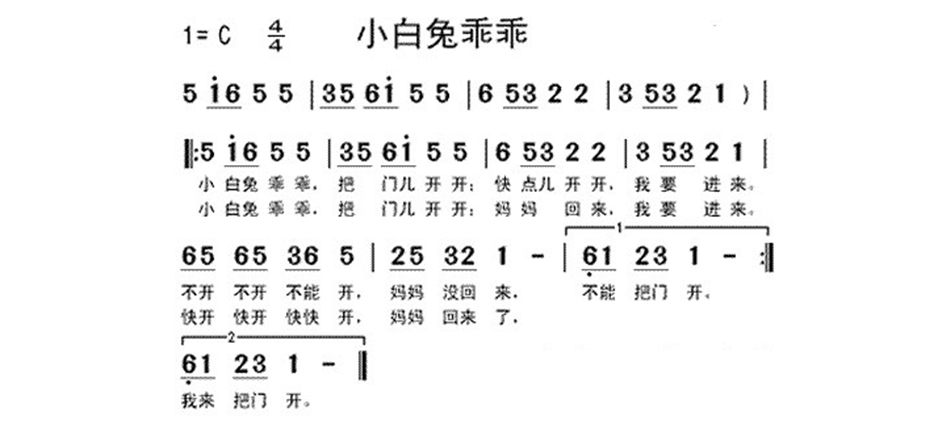 1= C 4/4 小白兔乖乖
5 i̇6 5 5 | 35 6i̇ 5 5 | 6 53 2 2 | 3 53 2 1 ) |
‖: 5 i̇6 5 5 | 35 6i̇ 5 5 | 6 53 2 2 | 3 53 2 1 |
小 白兔 乖 乖, 把 门儿 开 开; 快 点儿 开 开, 我 要 进 来。
小 白兔 乖 乖, 把 门儿 开 开; 妈 妈 回 来, 我 要 进 来。
1
65 65 36 5 | 25 32 1 - | 6̣1 23 1 - :‖
不开 不开 不能 开, 妈妈 没回 来, 不能 把门 开。
快开 快开 快快 开, 妈妈 回来 了,
2
6̣1 23 1 - ‖
我来 把门 开。